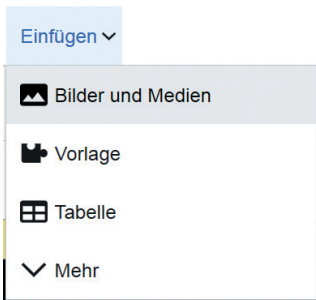 Einfügen
Bilder und Medien
Vorlage
Tabelle
Mehr